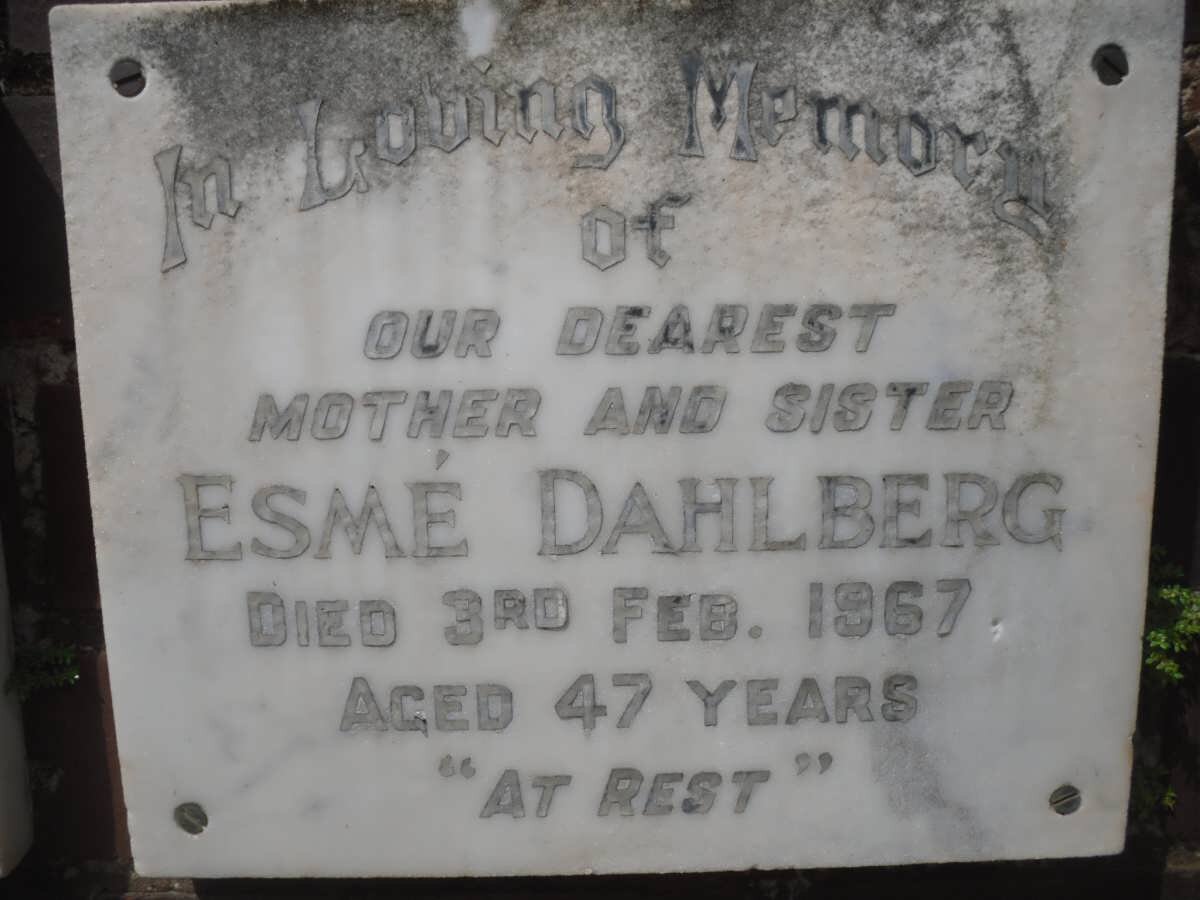 In Loving Memory
of
OUR DEAREST
MOTHER AND SISTER
ESMÉ DAHLBERG
DIED 3RD FEB. 1967
AGED 47 YEARS
"AT REST"